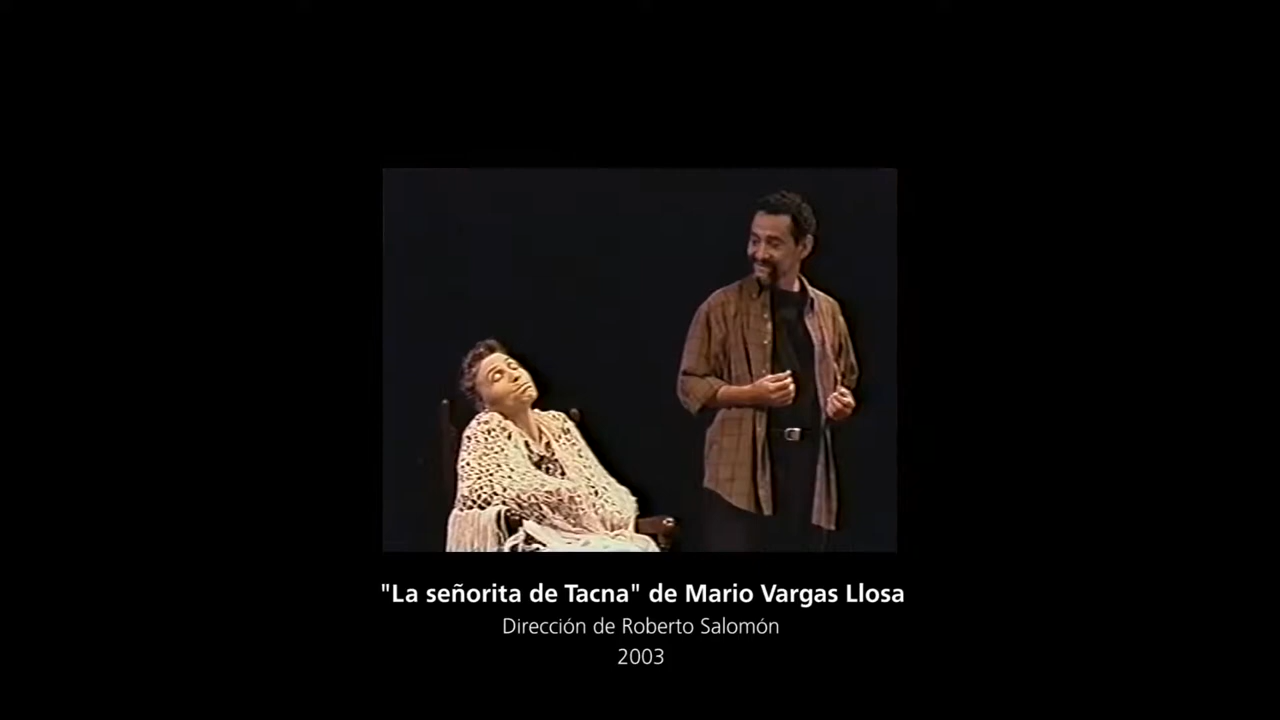 "La señorita de Tacna" de Mario Vargas Llosa
Dirección de Roberto Salomón
2003